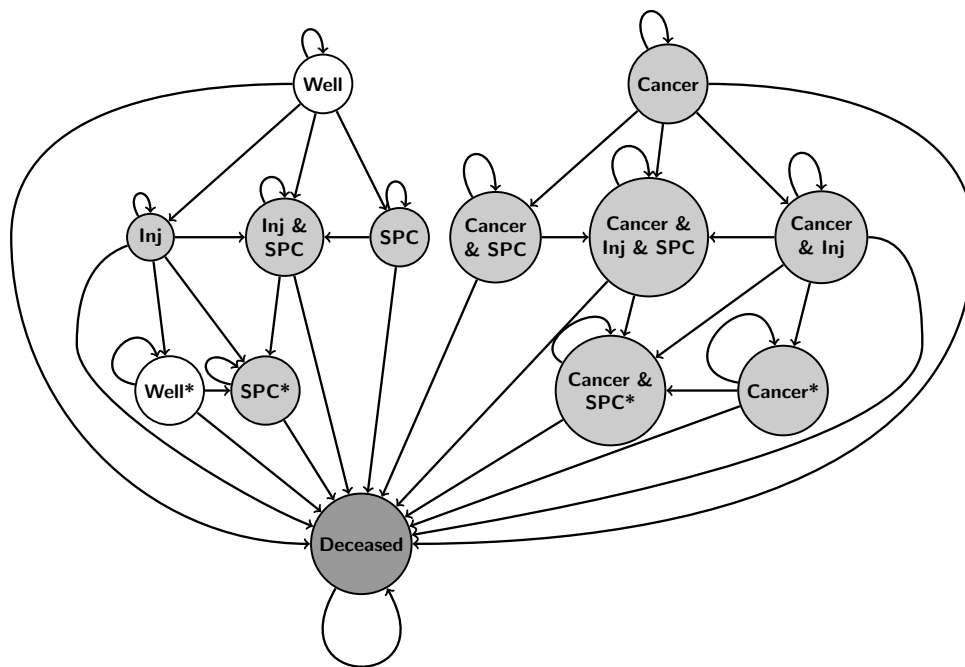 Well
Cancer
Inj
Inj &
SPC
SPC
Cancer
& SPC
Cancer &
Inj & SPC
Cancer
& Inj
Well*
SPC*
Cancer &
SPC*
Cancer*
Deceased